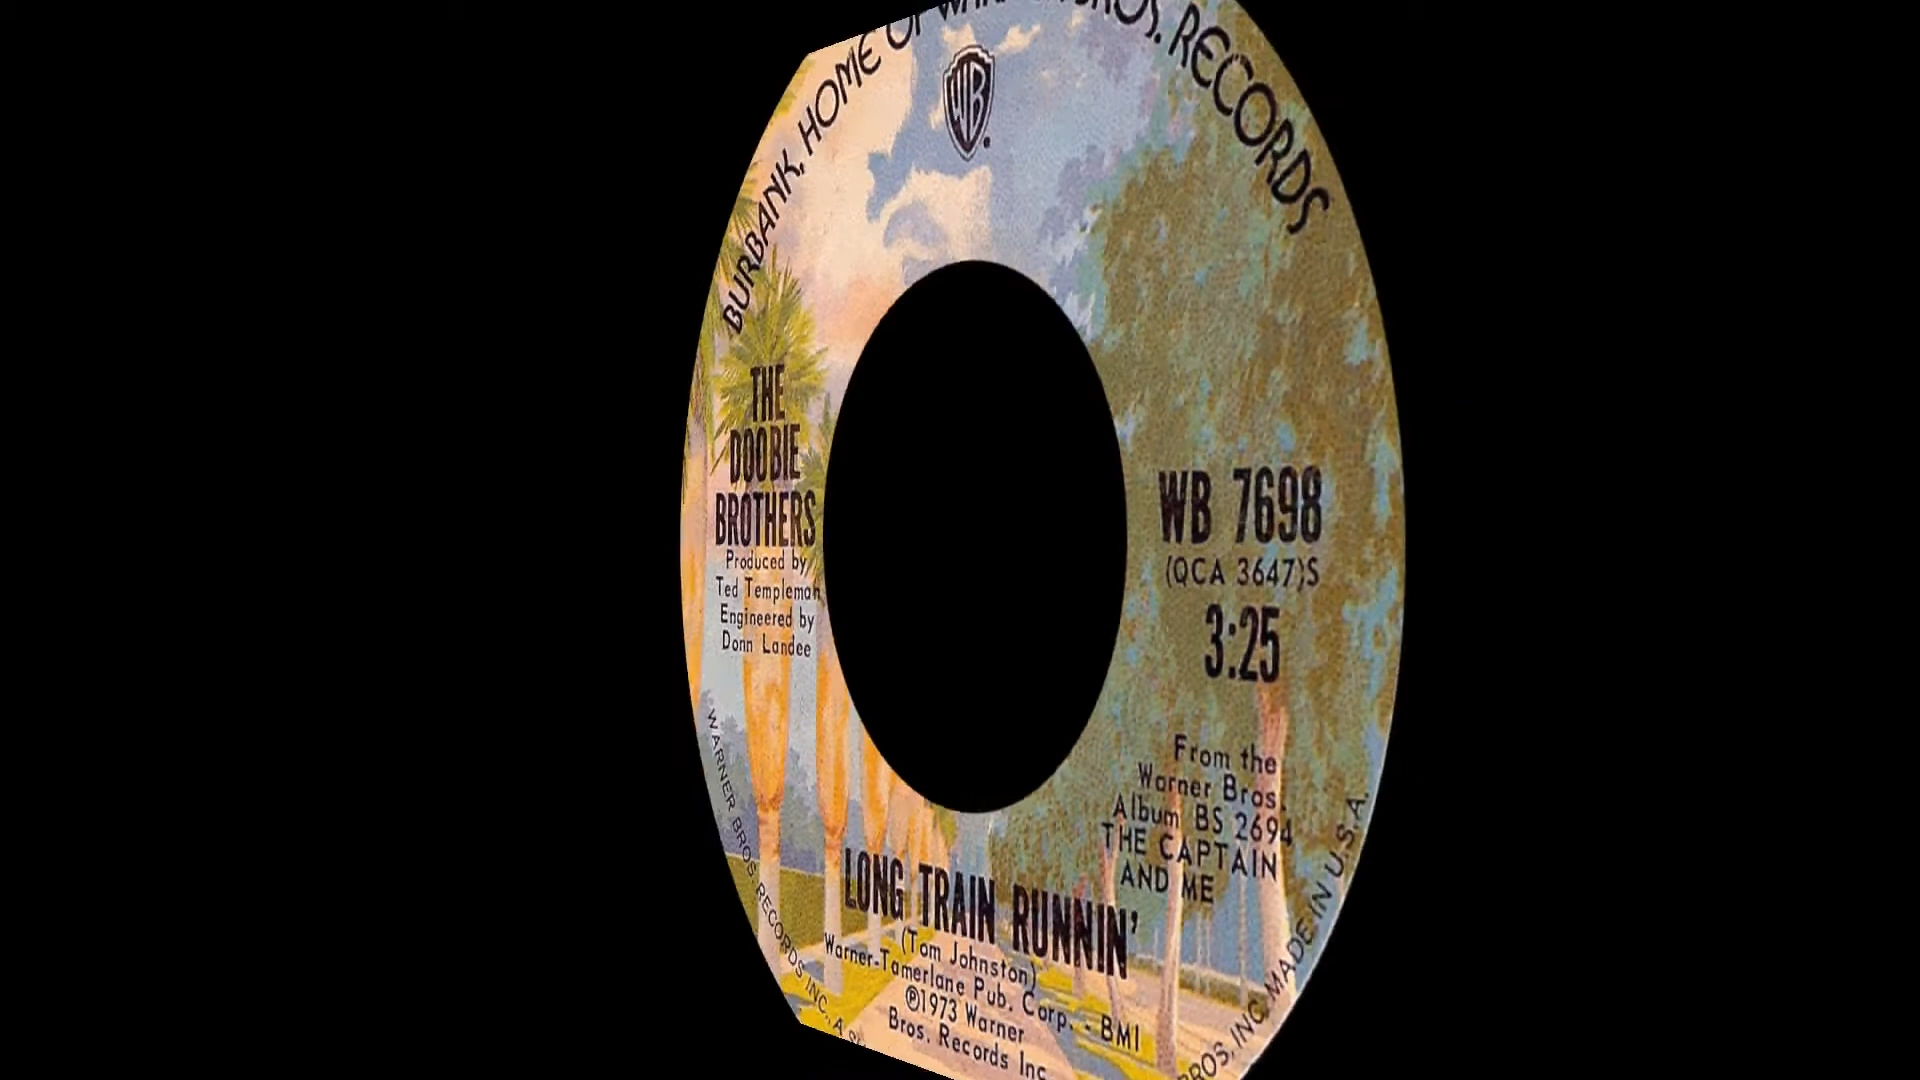 BURBANK, HOME OF WARNER BROS. RECORDS
WB
THE
DOOBIE
BROTHERS
Produced by
Ted Templeman
Engineered by
Donn Landee
WB 7698
(QCA 3647)S
3:25
From the
Warner Bros.
Album BS 2694
THE CAPTAIN
AND ME
LONG TRAIN RUNNIN'
(Tom Johnston)
Warner-Tamerlane Pub. Corp. - BMI
℗1973 Warner
Bros. Records Inc.
WARNER BROS. RECORDS INC., A
BROS. INC. MADE IN U.S.A.